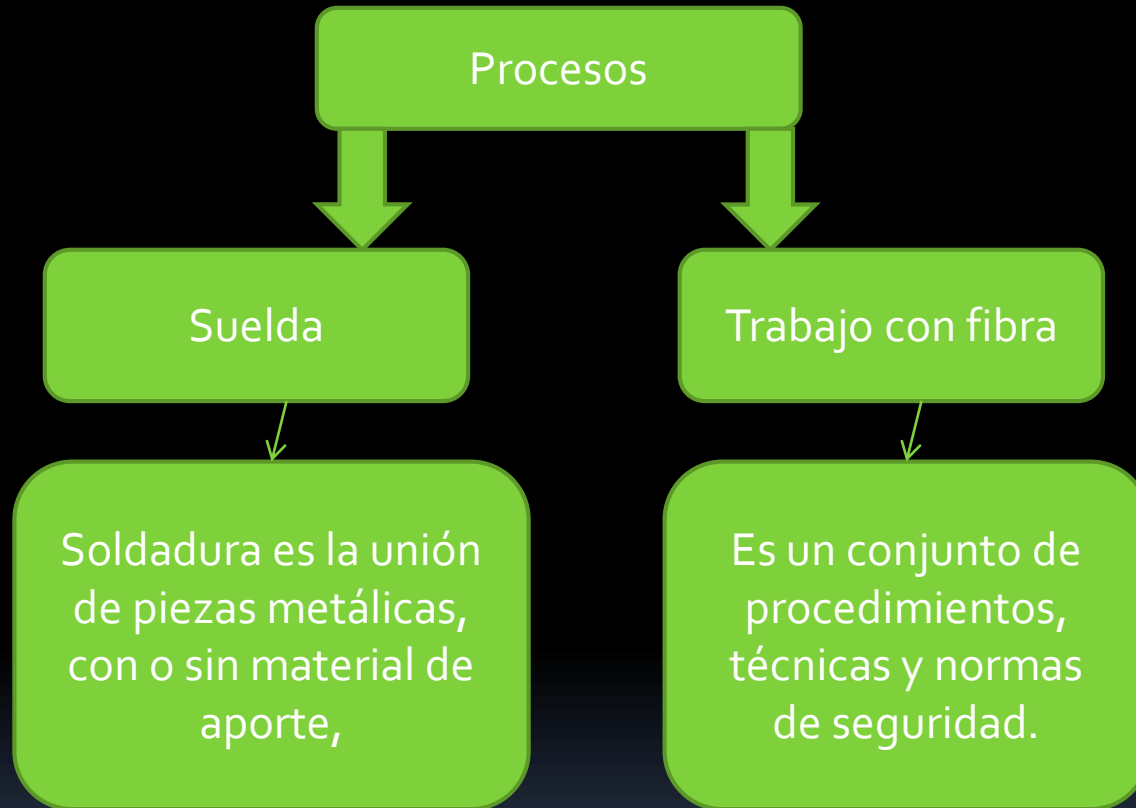 Procesos
Suelda
Trabajo con fibra
Soldadura es la unión
de piezas metálicas,
con o sin material de
aporte,
Es un conjunto de
procedimientos,
técnicas y normas
de seguridad.